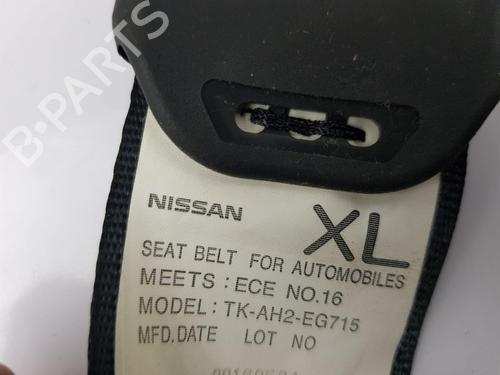 B-PARTS
NISSAN XL
SEAT BELT FOR AUTOMOBILES
MEETS : ECE NO.16
MODEL: TK-AH2-EG715
MFD.DATE LOT NO